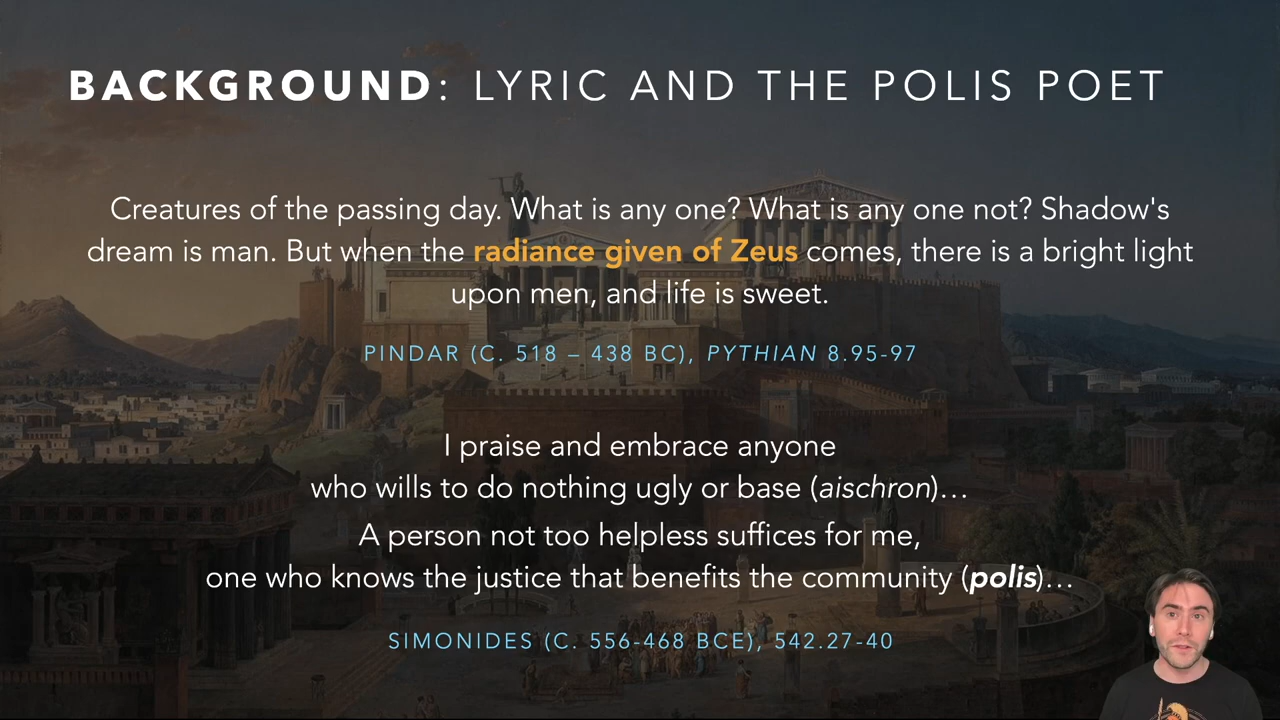 BACKGROUND: LYRIC AND THE POLIS POET
Creatures of the passing day. What is any one? What is any one not? Shadow's
dream is man. But when the radiance given of Zeus comes, there is a bright light
upon men, and life is sweet.
PINDAR (C. 518 – 438 BC), PYTHIAN 8.95-97
I praise and embrace anyone
who wills to do nothing ugly or base (aischron)…
A person not too helpless suffices for me,
one who knows the justice that benefits the community (polis)…
SIMONIDES (C. 556-468 BCE), 542.27-40